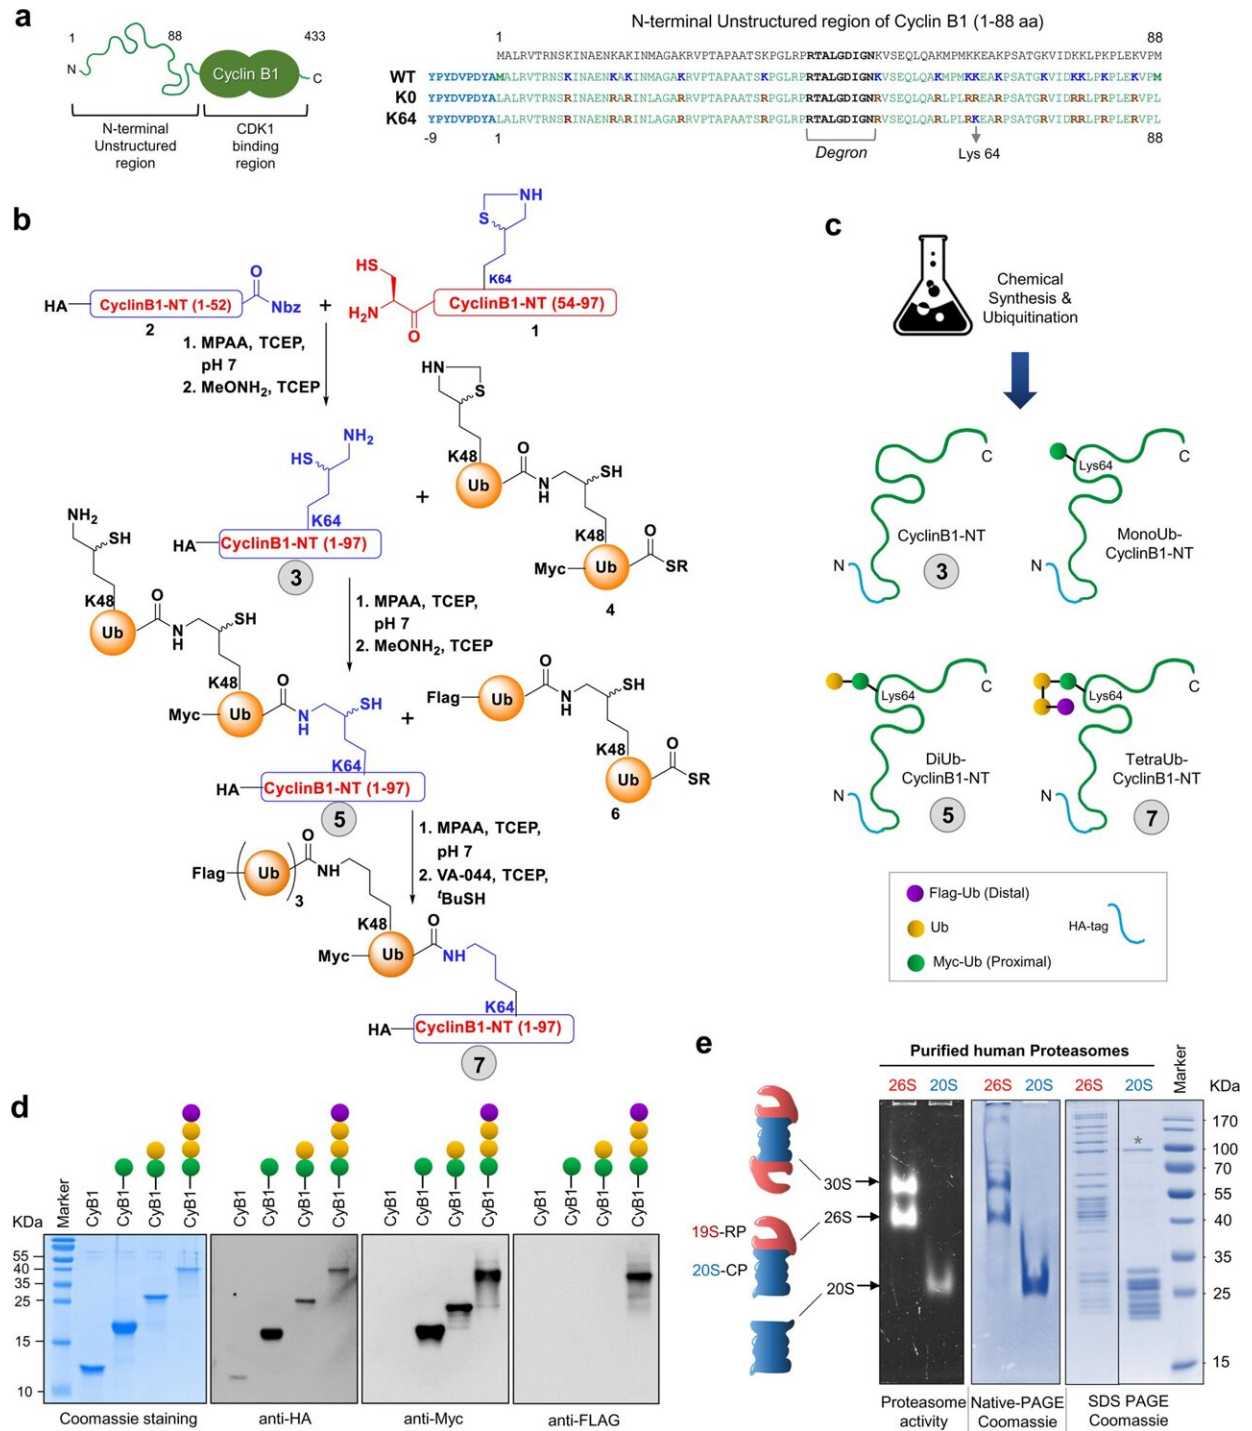 a
N-terminal Unstructured region of Cyclin B1 (1-88 aa)
1 88 433
N Cyclin B1 C
N-terminal
Unstructured
region
CDK1
binding
region
1 88
MALRVTRNSKINAENKAKINMAGAKRVPTAPAATSKPGLRPRTALGDIGNKVSEQLQAKMPMKKEAKPSATGKVIDKKLPKPLEKVPM
WT YPYDVPDYAMALRVTRNSKINAENKAKINMAGAKRVPTAPAATSKPGLRPRTALGDIGNKVSEQLQAKMPMKKEAKPSATGKVIDKKLPKPLEKVPM
K0 YPYDVPDYALALRVTRNSRINAENRARINLAGARRVPTAPAATSRPGLRPRTALGDIGNRVSEQLQARLPLRREARPSATGRVIDRRLPRPLERVPL
K64 YPYDVPDYALALRVTRNSRINAENRARINLAGARRVPTAPAATSRPGLRPRTALGDIGNRVSEQLQARLPLRKEARPSATGRVIDRRLPRPLERVPL
-9 1 88
Degron
Lys 64
b
NH
S
K64
HS
H2N
O
CyclinB1-NT (54-97)
1
HA CyclinB1-NT (1-52)
O
Nbz
2
+
1. MPAA, TCEP,
pH 7
2. MeONH2, TCEP
HN
S
K48
Ub
O
N
H
SH
K48
Myc Ub
O
SR
4
NH2
HS
K64
HA CyclinB1-NT (1-97)
3
+
1. MPAA, TCEP,
pH 7
2. MeONH2, TCEP
NH2
SH
K48
Ub
O
N
H
SH
K48
Myc Ub
O
N
H
SH
K64
HA CyclinB1-NT (1-97)
5
+
Flag Ub
O
N
H
SH
K48
Ub
O
SR
6
1. MPAA, TCEP,
pH 7
2. VA-044, TCEP,
tBuSH
Flag (Ub)3
O
NH
K48
Myc Ub
O
NH
K64
HA CyclinB1-NT (1-97)
7
c
Chemical
Synthesis &
Ubiquitination
C
CyclinB1-NT
N
3
C
Lys64
MonoUb-
CyclinB1-NT
N
C
Lys64
DiUb-
CyclinB1-NT
N
5
C
Lys64
TetraUb-
CyclinB1-NT
N
7
Flag-Ub (Distal)
Ub
Myc-Ub (Proximal)
HA-tag
d
KDa
Marker
CyB1 CyB1 CyB1 CyB1
CyB1 CyB1 CyB1 CyB1
CyB1 CyB1 CyB1 CyB1
CyB1 CyB1 CyB1 CyB1
55
40
35
25
15
10
Coomassie staining
anti-HA
anti-Myc
anti-FLAG
e
Purified human Proteasomes
26S 20S 26S 20S 26S 20S
Marker
KDa
30S
26S
20S
19S-RP
20S-CP
*
170
100
70
55
40
35
25
15
Proteasome
activity
Native-PAGE
Coomassie
SDS PAGE
Coomassie